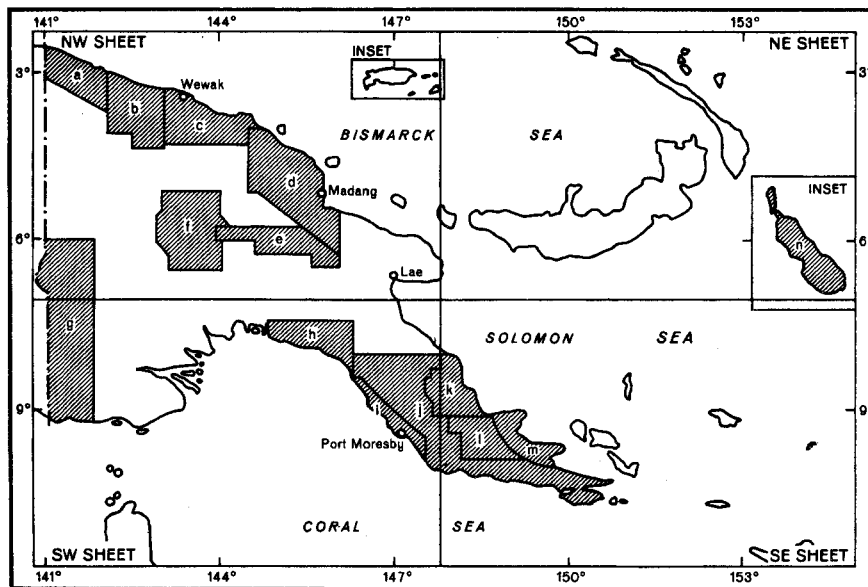 141° 144° 147° 150° 153°
NW SHEET
NE SHEET
INSET
3°
3
a
Wewak
b
c
BISMARCK SEA
INSET
d
Madang
f
e
n
6°
6
Lae
g
h
SOLOMON SEA
k
9°
9
i
j
l
Port Moresby
m
CORAL SEA
SW SHEET
SE SHEET
141° 144° 147° 150° 153°